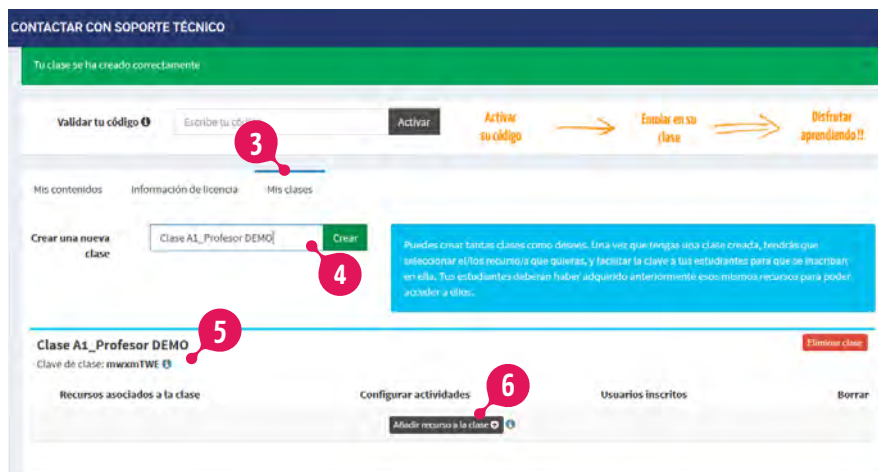 CONTACTAR CON SOPORTE TÉCNICO
Tu clase se ha creado correctamente
Validar tu código
Escribe tu código
Activar
Activar
su código
Enrolar en su
clase
Disfrutar
aprendiendo!!
3
Mis contenidos
Información de licencia
Mis clases
Crear una nueva
clase
Clase A1_Profesor DEMO
Crear
4
Puedes crear tantas clases como desees. Una vez que tengas una clase creada, tendrás que
seleccionar el/los recurso/a que quieras, y facilitar la clave a tus estudiantes para que se inscriban
en ella. Tus estudiantes deberán haber adquirido anteriormente esos mismos recursos para poder
acceder a ellos.
Clase A1_Profesor DEMO
5
Eliminar clase
Clave de clase: mwxmTWE
Recursos asociados a la clase
Configurar actividades
6
Usuarios inscritos
Borrar
Añadir recurso a la clase